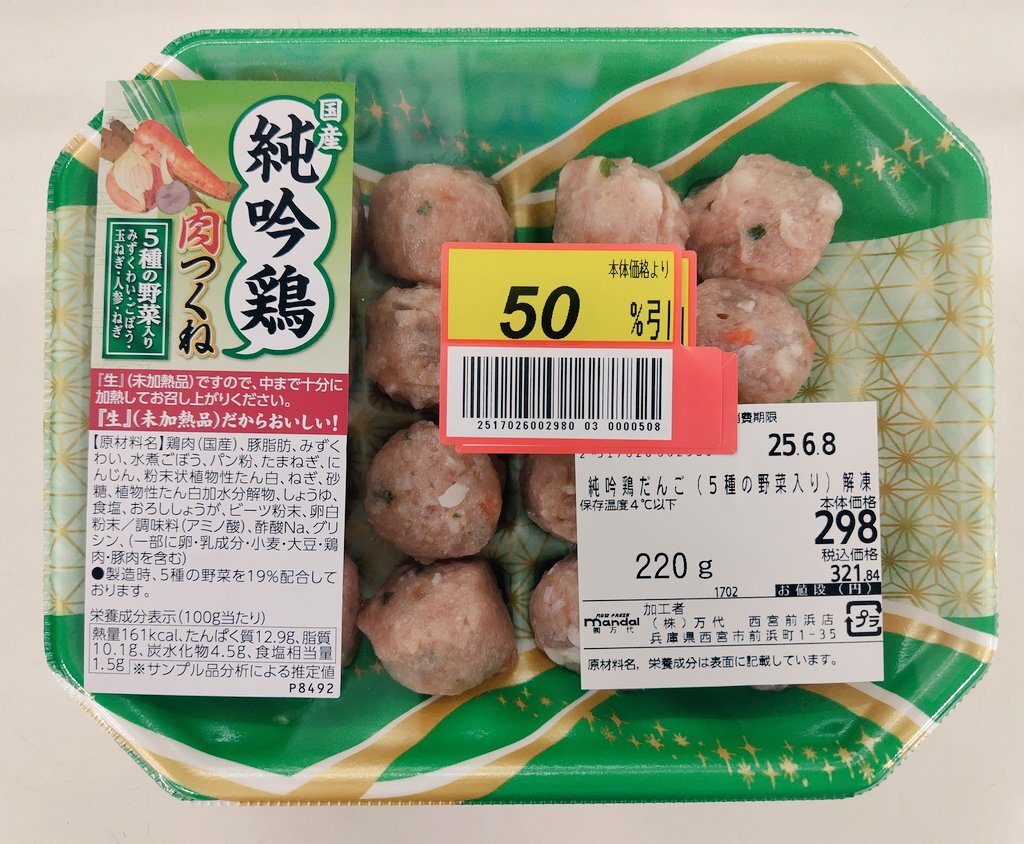 国産
純吟鶏
肉つくね
5種の野菜入り
みずくわい・ごぼう・
玉ねぎ・人参・ねぎ
『生』(未加熱品)ですので、中まで十分に
加熱してお召し上がりください。
『生』(未加熱品)だからおいしい!
【原材料名】鶏肉(国産)、豚脂肪、みずく
わい、水煮ごぼう、パン粉、たまねぎ、に
んじん、粉末状植物性たん白、ねぎ、砂
糖、植物性たん白加水分解物、しょうゆ、
食塩、おろししょうが、ビーツ粉末、卵白
粉末/調味料(アミノ酸)、酢酸Na、グリ
シン、(一部に卵・乳成分・小麦・大豆・鶏
肉・豚肉を含む)
●製造時、5種の野菜を19%配合して
おります。
栄養成分表示(100g当たり)
熱量161kcal、たんぱく質12.9g、脂質
10.1g、炭水化物4.5g、食塩相当量
1.5g ※サンプル品分析による推定値
P8492
本体価格より
50 %引
2517026002980 03 0000508
消費期限
25.6.8
純吟鶏だんご(5種の野菜入り)解凍
保存温度4℃以下
本体価格
298
税込価格
321.84
220g
1702
お値段(円)
mandai
㈱万代
加工者
(株)万代 西宮前浜店
兵庫県西宮市前浜町1-35
プラ
原材料名、栄養成分は表面に記載しています。